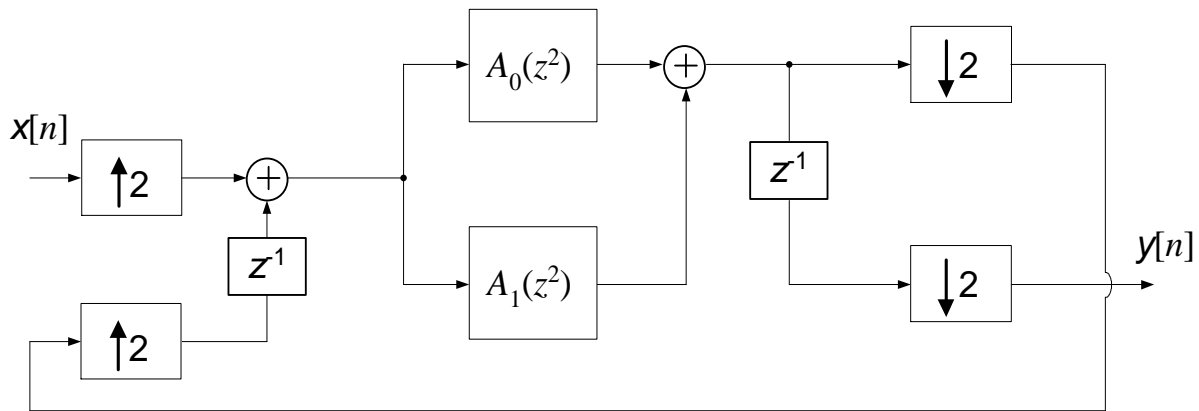 A₀(z²)
↓2
x[n]
↑2
+
+
z⁻¹
z⁻¹
A₁(z²)
↓2
y[n]
↑2